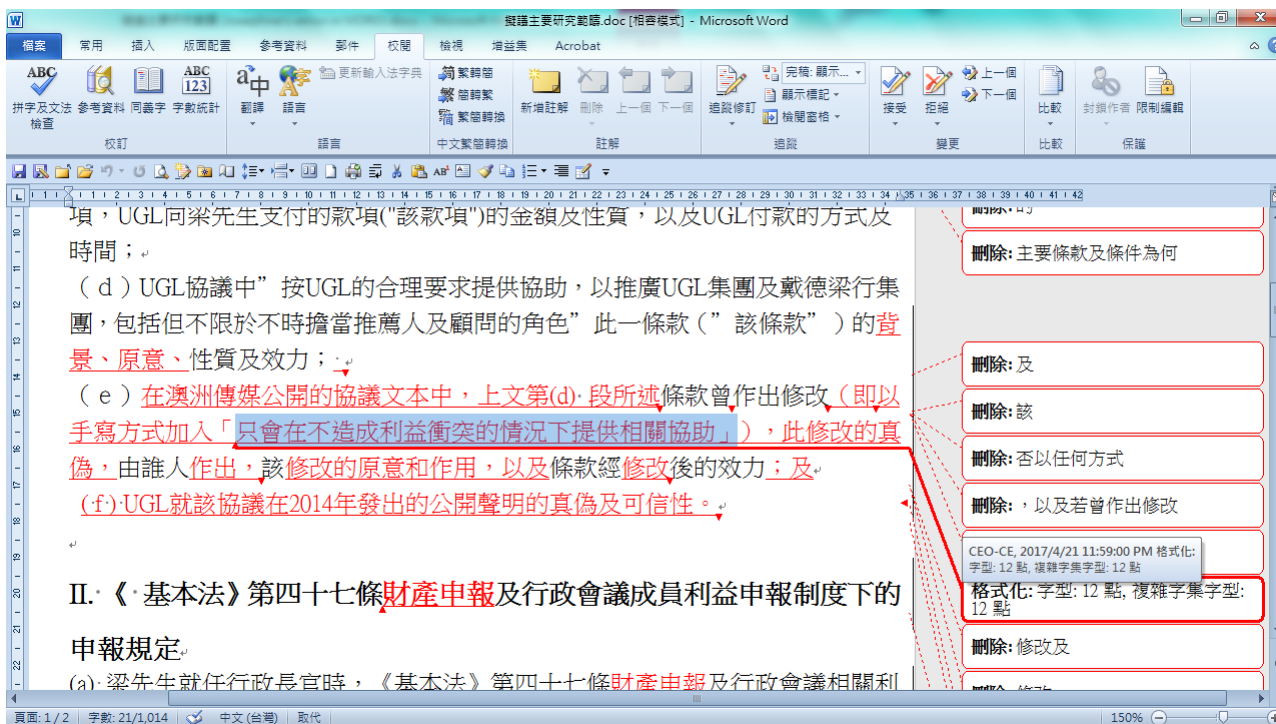 擬議主要研究範疇.doc [相容模式] - Microsoft Word
檔案 常用 插入 版面配置 參考資料 郵件 校閱 檢視 增益集 Acrobat
ABC 拼字及文法檢查 參考資料 同義字 ABC 123 字數統計 翻譯 語言 更新輸入法字典 繁轉簡 簡轉繁 繁簡轉換 新增註解 刪除 上一個 下一個 追蹤修訂 完稿: 顯示... 顯示標記 檢閱窗格 接受 拒絕 上一個 下一個 比較 封鎖作者 限制編輯
校訂 語言 中文繁簡轉換 註解 追蹤 變更 比較 保護
項，UGL向梁先生支付的款項("該款項")的金額及性質，以及UGL付款的方式及
時間；
（d）UGL協議中”按UGL的合理要求提供協助，以推廣UGL集團及戴德梁行集
團，包括但不限於不時擔當推薦人及顧問的角色”此一條款（”該條款”）的背
景、原意、性質及效力；
（e）在澳洲傳媒公開的協議文本中，上文第(d) 段所述條款曾作出修改（即以
手寫方式加入「只會在不造成利益衝突的情況下提供相關協助」），此修改的真
偽，由誰人作出，該修改的原意和作用，以及條款經修改後的效力；及
(f) UGL就該協議在2014年發出的公開聲明的真偽及可信性。
II. 《 基本法》第四十七條財產申報及行政會議成員利益申報制度下的
申報規定
(a) 梁先生就任行政長官時，《基本法》第四十七條財產申報及行政會議相關利
刪除: 的
刪除: 主要條款及條件為何
刪除: 及
刪除: 該
刪除: 否以任何方式
刪除: ，以及若曾作出修改
CEO-CE, 2017/4/21 11:59:00 PM 格式化:
字型: 12 點, 複雜字集字型: 12 點
格式化: 字型: 12 點, 複雜字集字型:
12 點
刪除: 修改及
刪除: 修改
頁面: 1/2 字數: 21/1,014 中文(台灣) 取代 150%